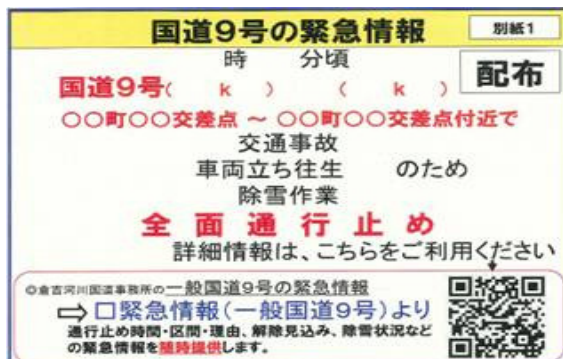 国道9号の緊急情報
別紙1
時 分頃
配布
国道9号( k ) ( k )
○○町○○交差点 ~ ○○町○○交差点付近で
交通事故
車両立ち往生 のため
除雪作業
全面通行止め
詳細情報は、こちらをご利用ください
◎倉吉河川国道事務所の一般国道9号の緊急情報
⇨□緊急情報(一般国道9号)より
通行止め時間・区間・理由、解除見込み、除雪状況など
の緊急情報を随時提供します。